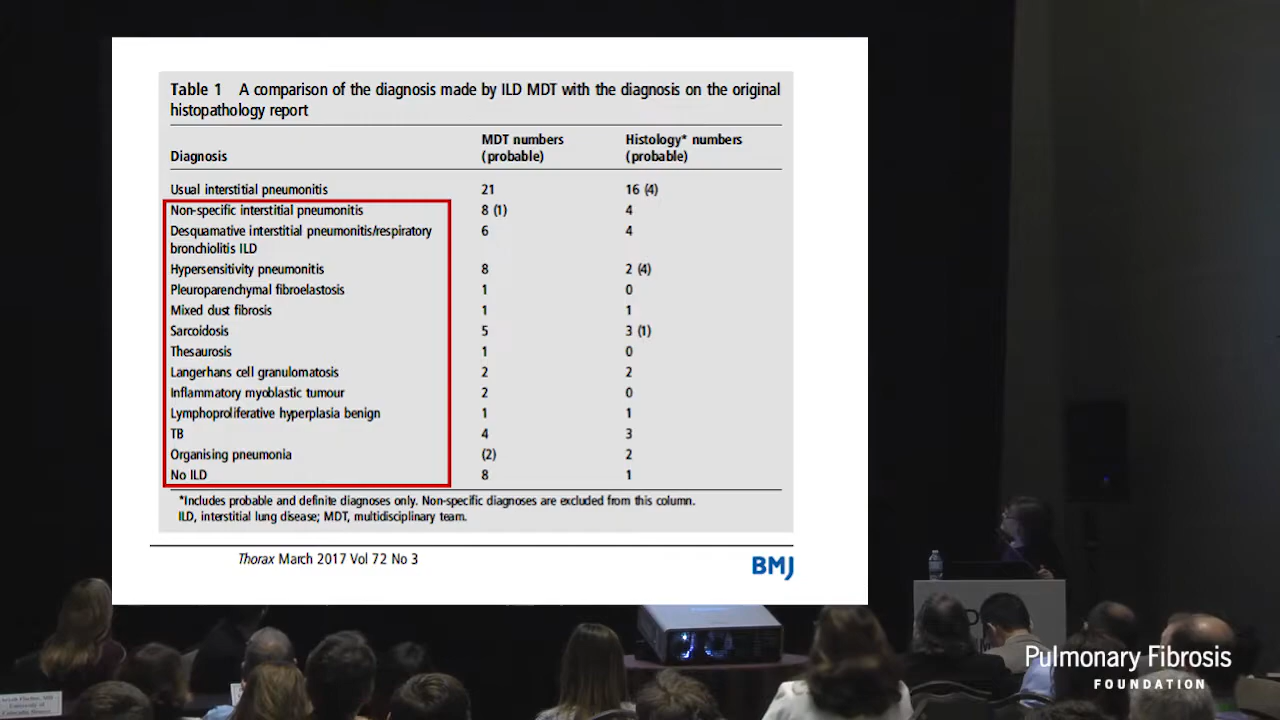 Table 1 A comparison of the diagnosis made by ILD MDT with the diagnosis on the original
histopathology report
MDT numbers Histology* numbers
Diagnosis (probable) (probable)
Usual interstitial pneumonitis 21 16 (4)
Non-specific interstitial pneumonitis 8 (1) 4
Desquamative interstitial pneumonitis/respiratory 6 4
bronchiolitis ILD
Hypersensitivity pneumonitis 8 2 (4)
Pleuroparenchymal fibroelastosis 1 0
Mixed dust fibrosis 1 1
Sarcoidosis 5 3 (1)
Thesaurosis 1 0
Langerhans cell granulomatosis 2 2
Inflammatory myoblastic tumour 2 0
Lymphoproliferative hyperplasia benign 1 1
TB 4 3
Organising pneumonia (2) 2
No ILD 8 1
*Includes probable and definite diagnoses only. Non-specific diagnoses are excluded from this column.
ILD, interstitial lung disease; MDT, multidisciplinary team.
Thorax March 2017 Vol 72 No 3
BMJ
Pulmonary Fibrosis
FOUNDATION